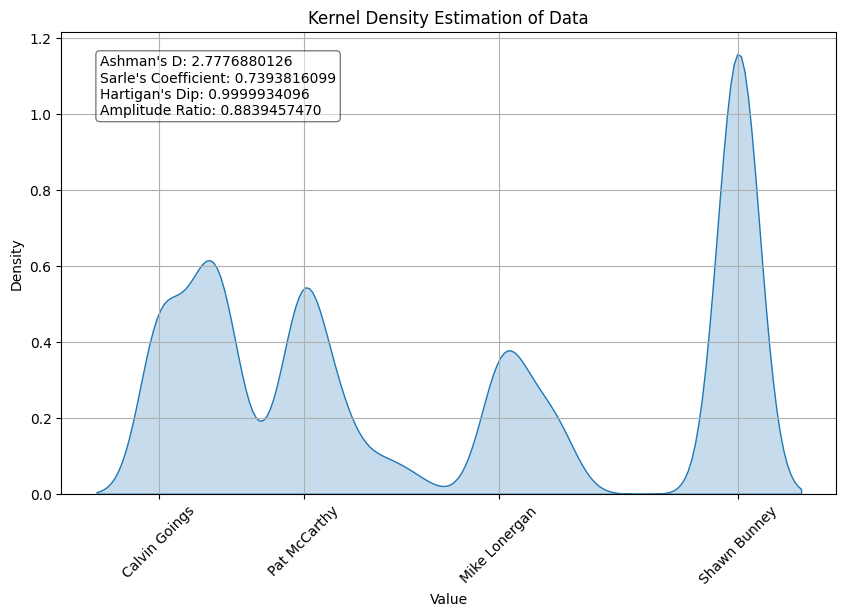 Kernel Density Estimation of Data
1.2
1.0
0.8
0.6
0.4
0.2
0.0
Density
Ashman's D: 2.7776880126
Sarle's Coefficient: 0.7393816099
Hartigan's Dip: 0.9999934096
Amplitude Ratio: 0.8839457470
Calvin Goings
Pat McCarthy
Mike Lonergan
Shawn Bunney
Value